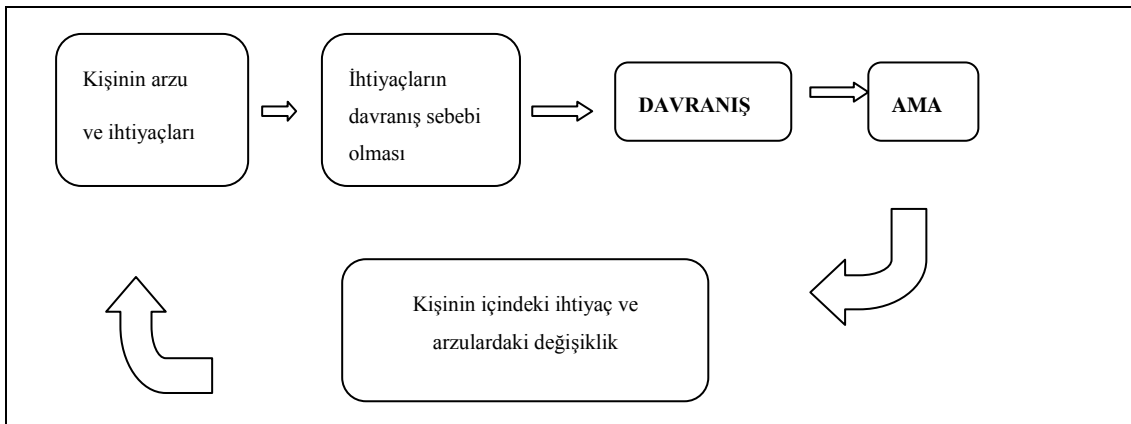 Kişinin arzu
ve ihtiyaçları
İhtiyaçların
davranış sebebi
olması
DAVRANIŞ
AMA
Kişinin içindeki ihtiyaç ve
arzulardaki değişiklik